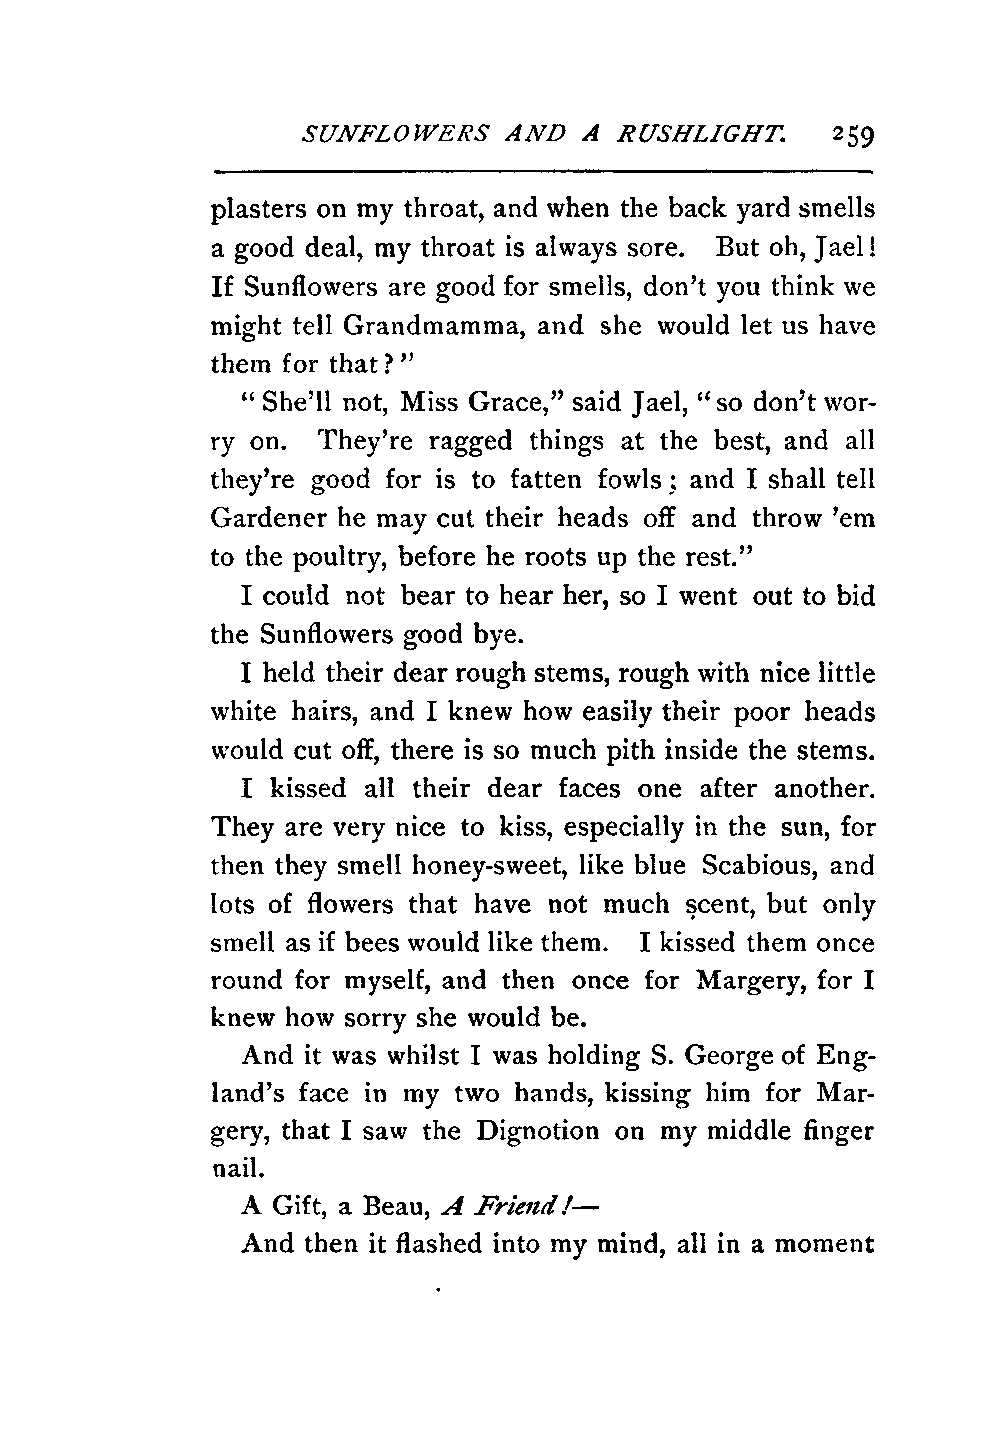 SUNFLOWERS AND A RUSHLIGHT. 259
plasters on my throat, and when the back yard smells
a good deal, my throat is always sore. But oh, Jael!
If Sunflowers are good for smells, don't you think we
might tell Grandmamma, and she would let us have
them for that?"
"She'll not, Miss Grace," said Jael, "so don't wor-
ry on. They're ragged things at the best, and all
they're good for is to fatten fowls; and I shall tell
Gardener he may cut their heads off and throw 'em
to the poultry, before he roots up the rest."
I could not bear to hear her, so I went out to bid
the Sunflowers good bye.
I held their dear rough stems, rough with nice little
white hairs, and I knew how easily their poor heads
would cut off, there is so much pith inside the stems.
I kissed all their dear faces one after another.
They are very nice to kiss, especially in the sun, for
then they smell honey-sweet, like blue Scabious, and
lots of flowers that have not much scent, but only
smell as if bees would like them. I kissed them once
round for myself, and then once for Margery, for I
knew how sorry she would be.
And it was whilst I was holding S. George of Eng-
land's face in my two hands, kissing him for Mar-
gery, that I saw the Dignotion on my middle finger
nail.
A Gift, a Beau, A Friend!—
And then it flashed into my mind, all in a moment